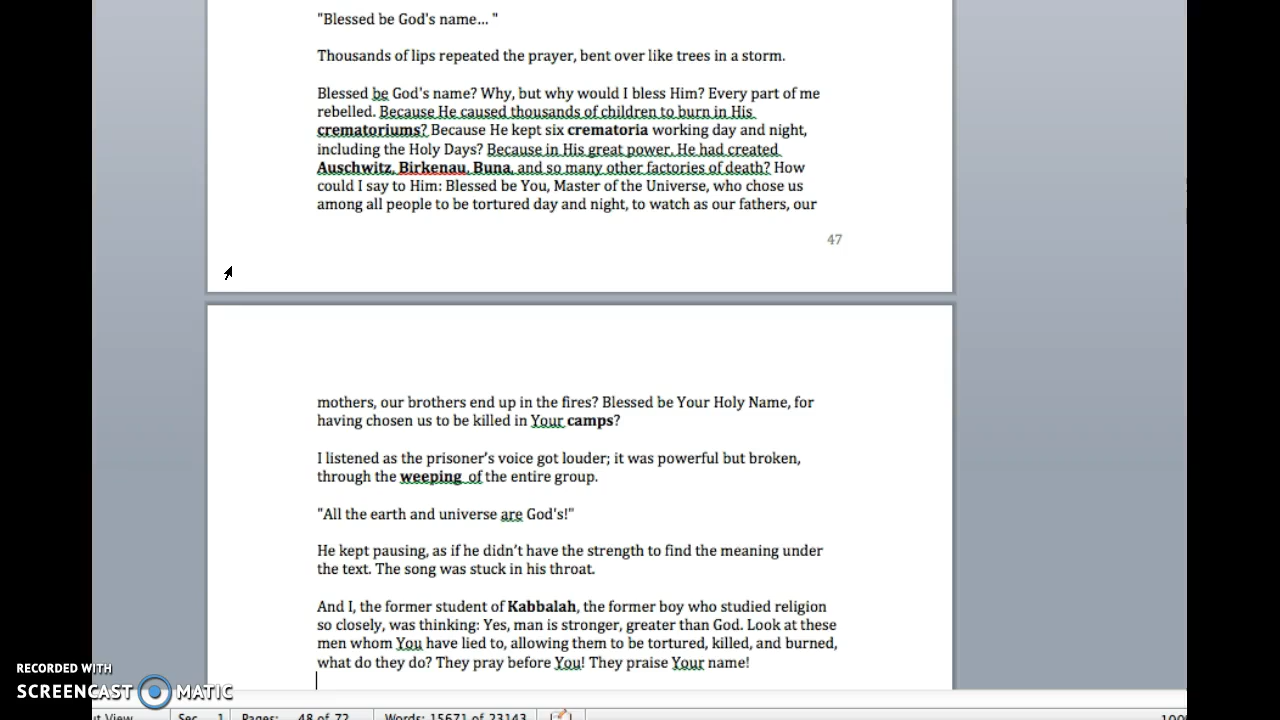 "Blessed be God's name... "
Thousands of lips repeated the prayer, bent over like trees in a storm.
Blessed be God's name? Why, but why would I bless Him? Every part of me
rebelled. Because He caused thousands of children to burn in His
crematoriums? Because He kept six crematoria working day and night,
including the Holy Days? Because in His great power, He had created
Auschwitz, Birkenau, Buna, and so many other factories of death? How
could I say to Him: Blessed be You, Master of the Universe, who chose us
among all people to be tortured day and night, to watch as our fathers, our
47
mothers, our brothers end up in the fires? Blessed be Your Holy Name, for
having chosen us to be killed in Your camps?
I listened as the prisoner's voice got louder; it was powerful but broken,
through the weeping of the entire group.
"All the earth and universe are God's!"
He kept pausing, as if he didn't have the strength to find the meaning under
the text. The song was stuck in his throat.
And I, the former student of Kabbalah, the former boy who studied religion
so closely, was thinking: Yes, man is stronger, greater than God. Look at these
men whom You have lied to, allowing them to be tortured, killed, and burned,
what do they do? They pray before You! They praise Your name!
RECORDED WITH
SCREENCAST MATIC
ut View Sec 1 Pages: 48 of 72 Words: 15671 of 23143 100